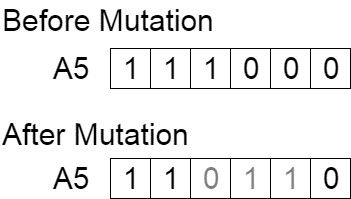 Before Mutation
A5 1 1 1 0 0 0
After Mutation
A5 1 1 0 1 1 0